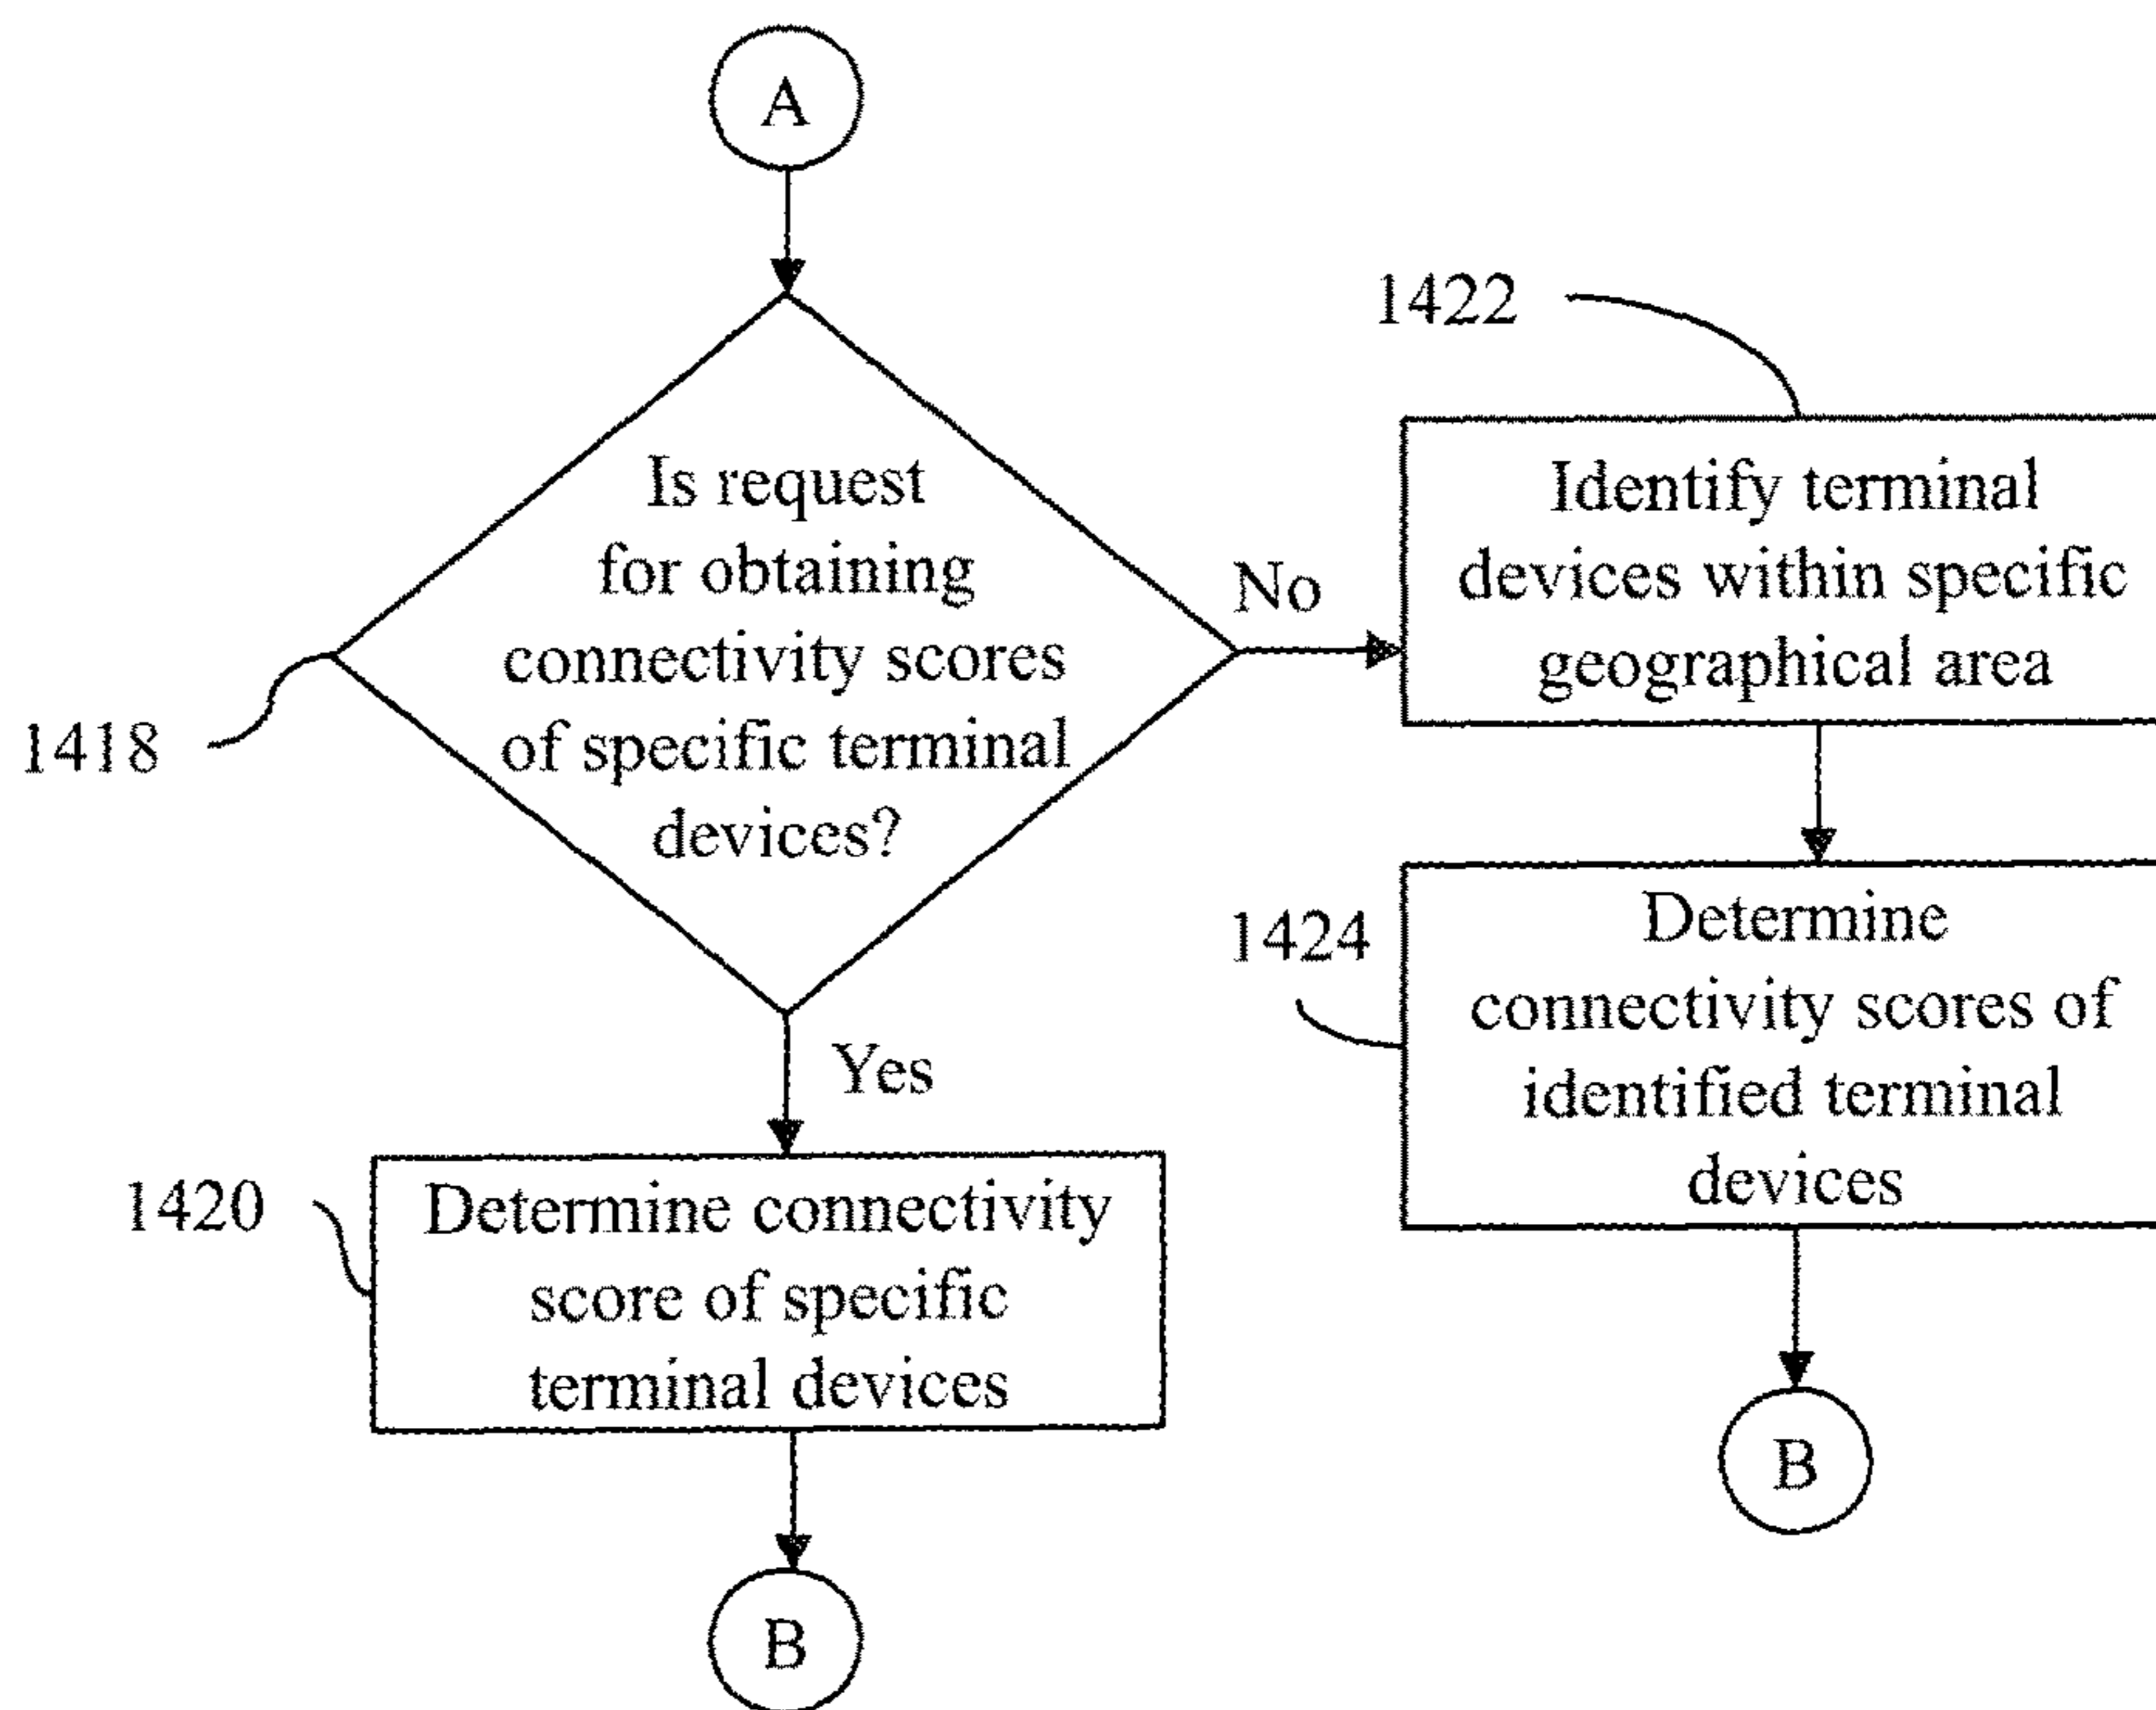 A
Is request
for obtaining
connectivity scores
of specific terminal
devices?
1418
No
Yes
1422
Identify terminal
devices within specific
geographical area
1424
Determine
connectivity scores of
identified terminal
devices
B
1420
Determine connectivity
score of specific
terminal devices
B